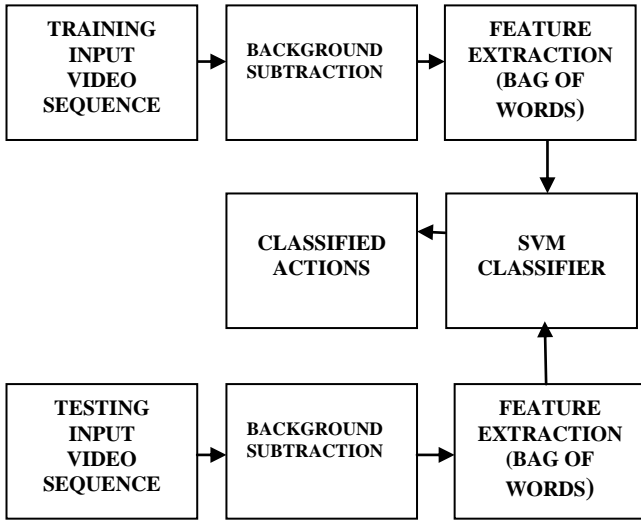 TRAINING
INPUT
VIDEO
SEQUENCE
BACKGROUND
SUBTRACTION
FEATURE
EXTRACTION
(BAG OF
WORDS)
CLASSIFIED
ACTIONS
SVM
CLASSIFIER
TESTING
INPUT
VIDEO
SEQUENCE
BACKGROUND
SUBTRACTION
FEATURE
EXTRACTION
(BAG OF
WORDS)